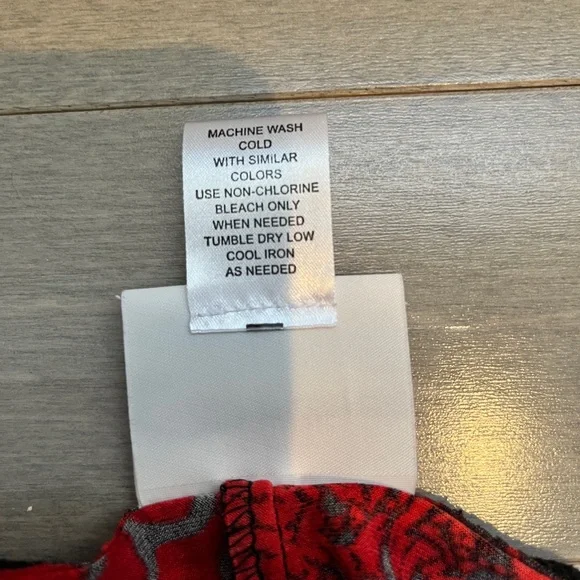 MACHINE WASH
COLD
WITH SIMILAR
COLORS
USE NON-CHLORINE
BLEACH ONLY
WHEN NEEDED
TUMBLE DRY LOW
COOL IRON
AS NEEDED